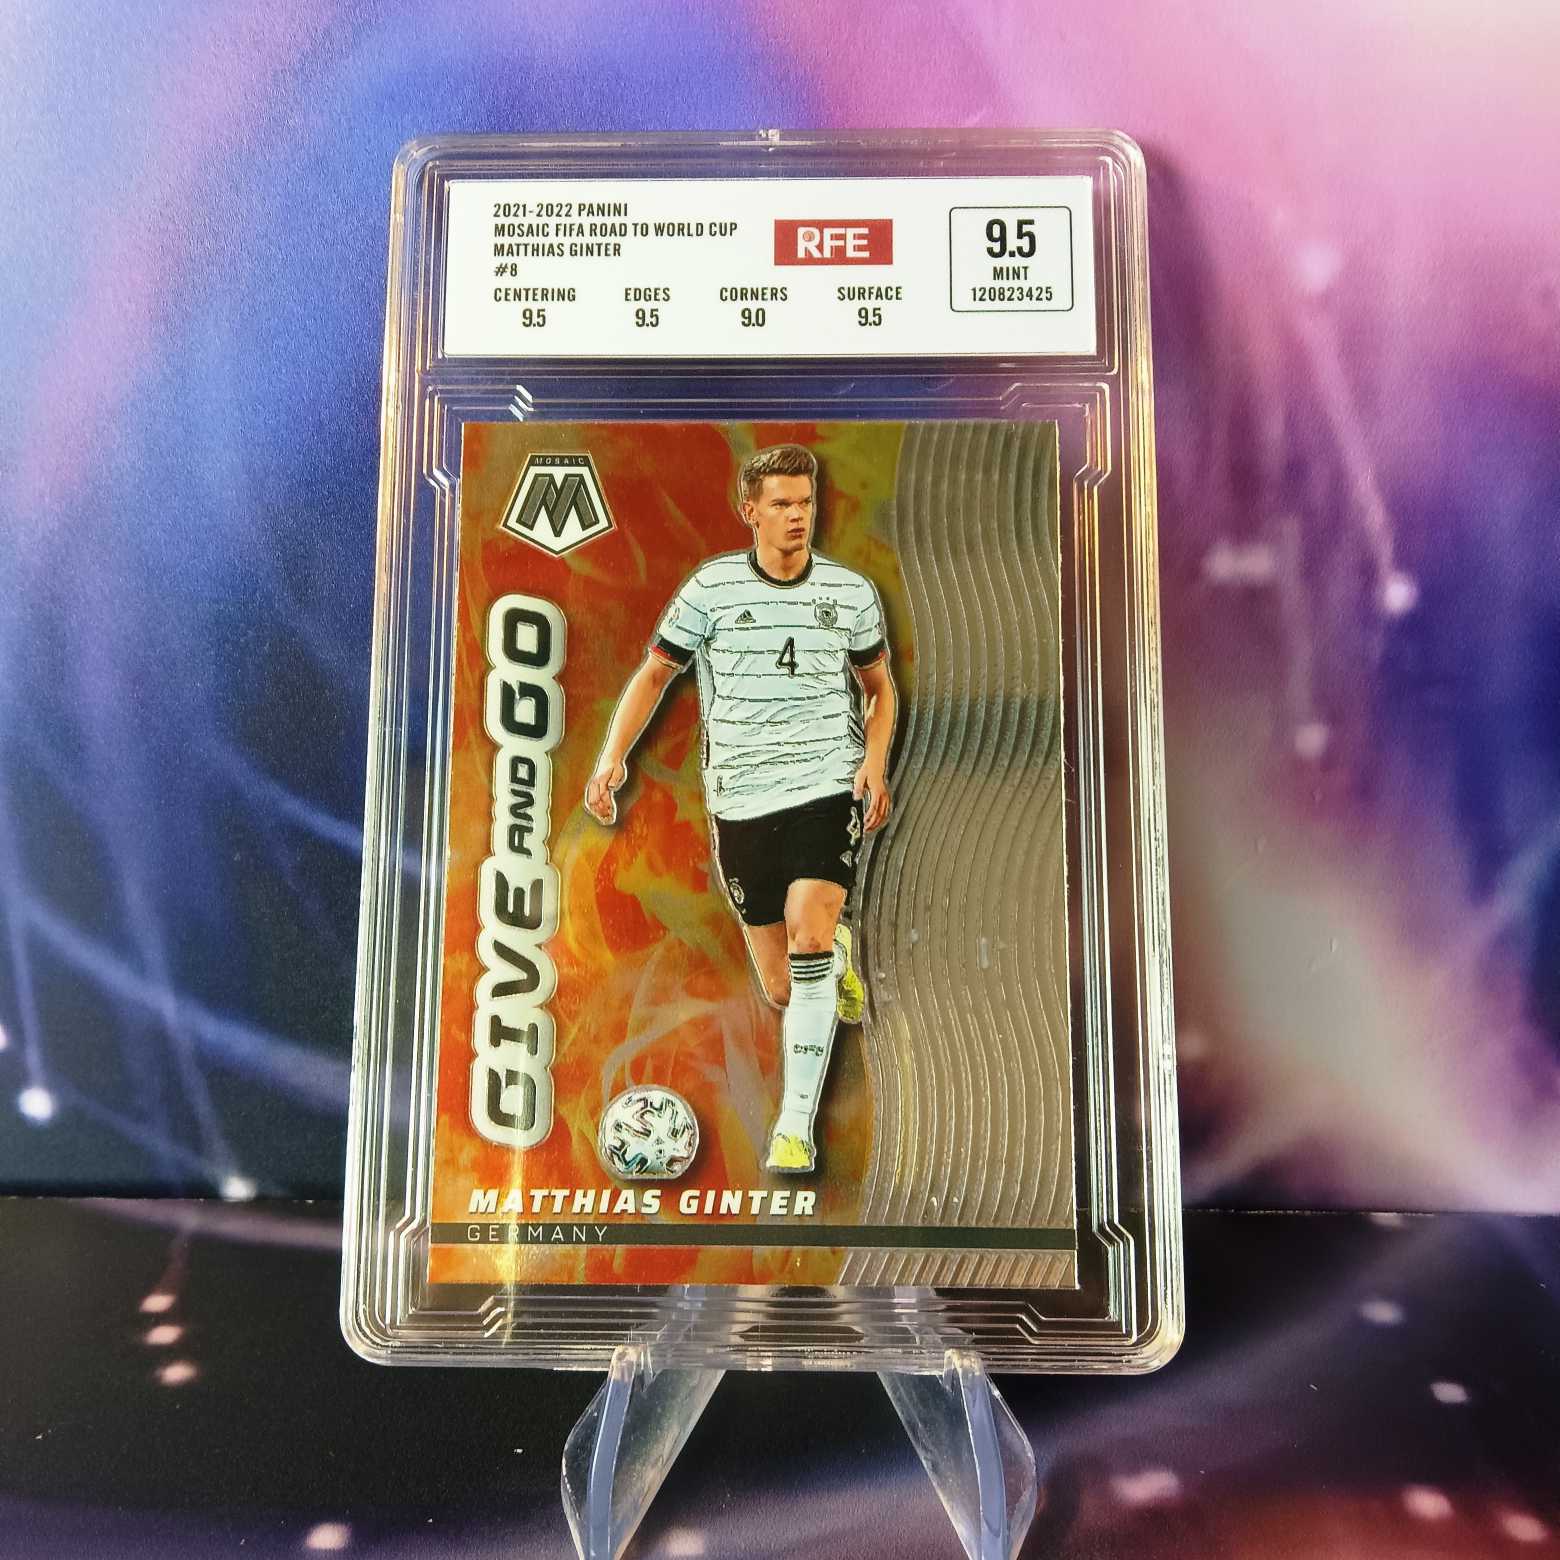 2021-2022 PANINI
MOSAIC FIFA ROAD TO WORLD CUP
MATTHIAS GINTER
#8
RFE
9.5
MINT
120823425
CENTERING EDGES CORNERS SURFACE
9.5 9.5 9.0 9.5
MOSAIC
M
GIVE AND GO
4
MATTHIAS GINTER
GERMANY